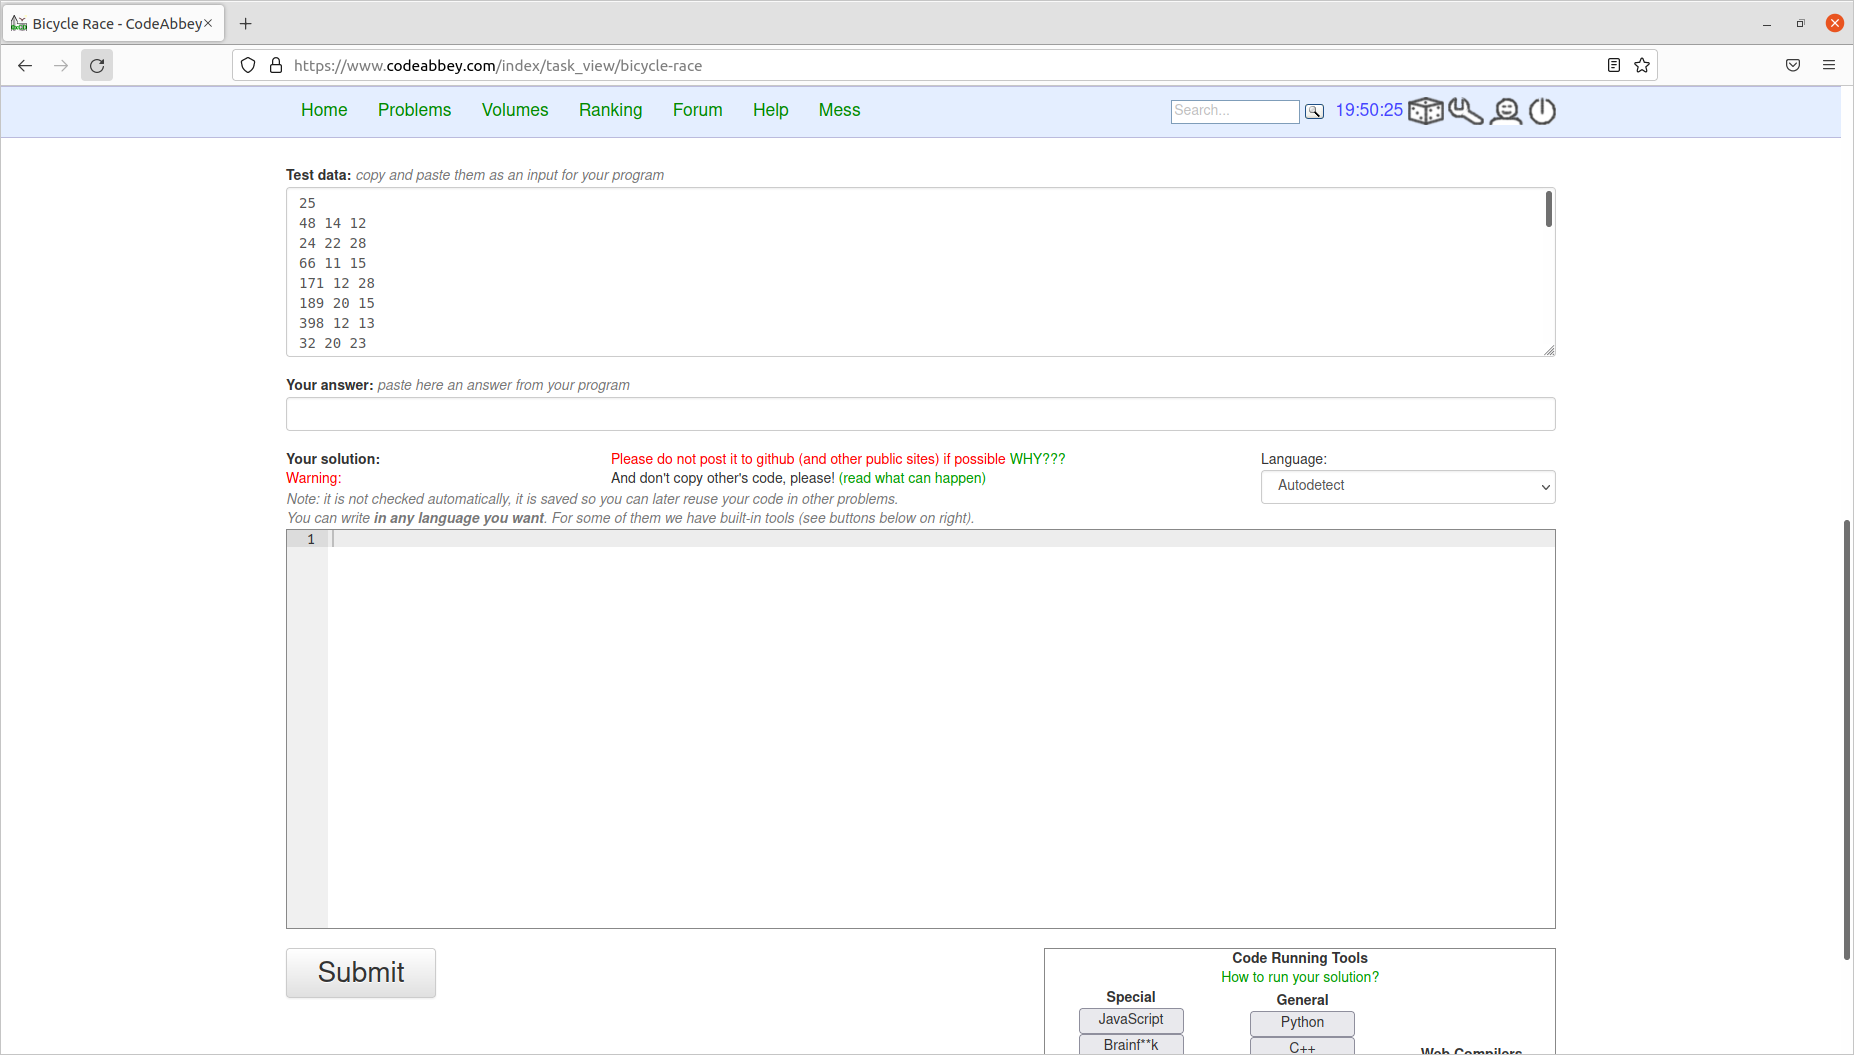 Bicycle Race - CodeAbbey
https://www.codeabbey.com/index/task_view/bicycle-race
Home Problems Volumes Ranking Forum Help Mess Search... 19:50:25
Test data: copy and paste them as an input for your program
25
48 14 12
24 22 28
66 11 15
171 12 28
189 20 15
398 12 13
32 20 23
Your answer: paste here an answer from your program
Your solution: Please do not post it to github (and other public sites) if possible WHY??? Language:
Warning: And don't copy other's code, please! (read what can happen) Autodetect
Note: it is not checked automatically, it is saved so you can later reuse your code in other problems.
You can write in any language you want. For some of them we have built-in tools (see buttons below on right).
1
Submit
Code Running Tools
How to run your solution?
Special General
JavaScript Python
Brainf**k C++ Web Compilers